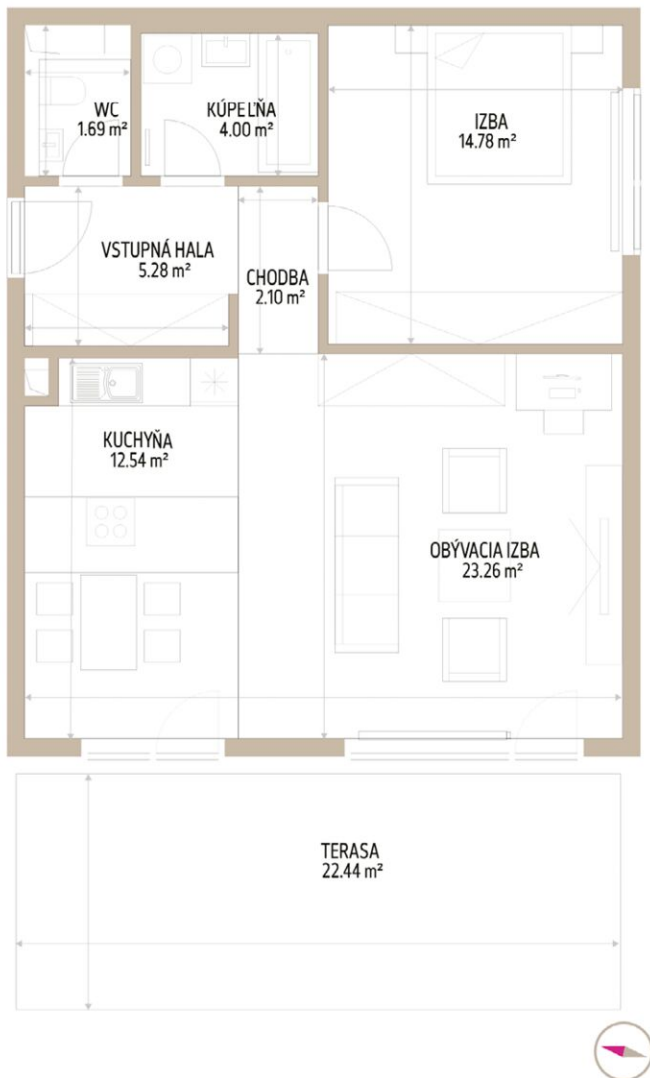 WC
1.69 m²
KÚPEĽŇA
4.00 m²
IZBA
14.78 m²
VSTUPNÁ HALA
5.28 m²
CHODBA
2.10 m²
KUCHYŇA
12.54 m²
OBÝVACIA IZBA
23.26 m²
TERASA
22.44 m²